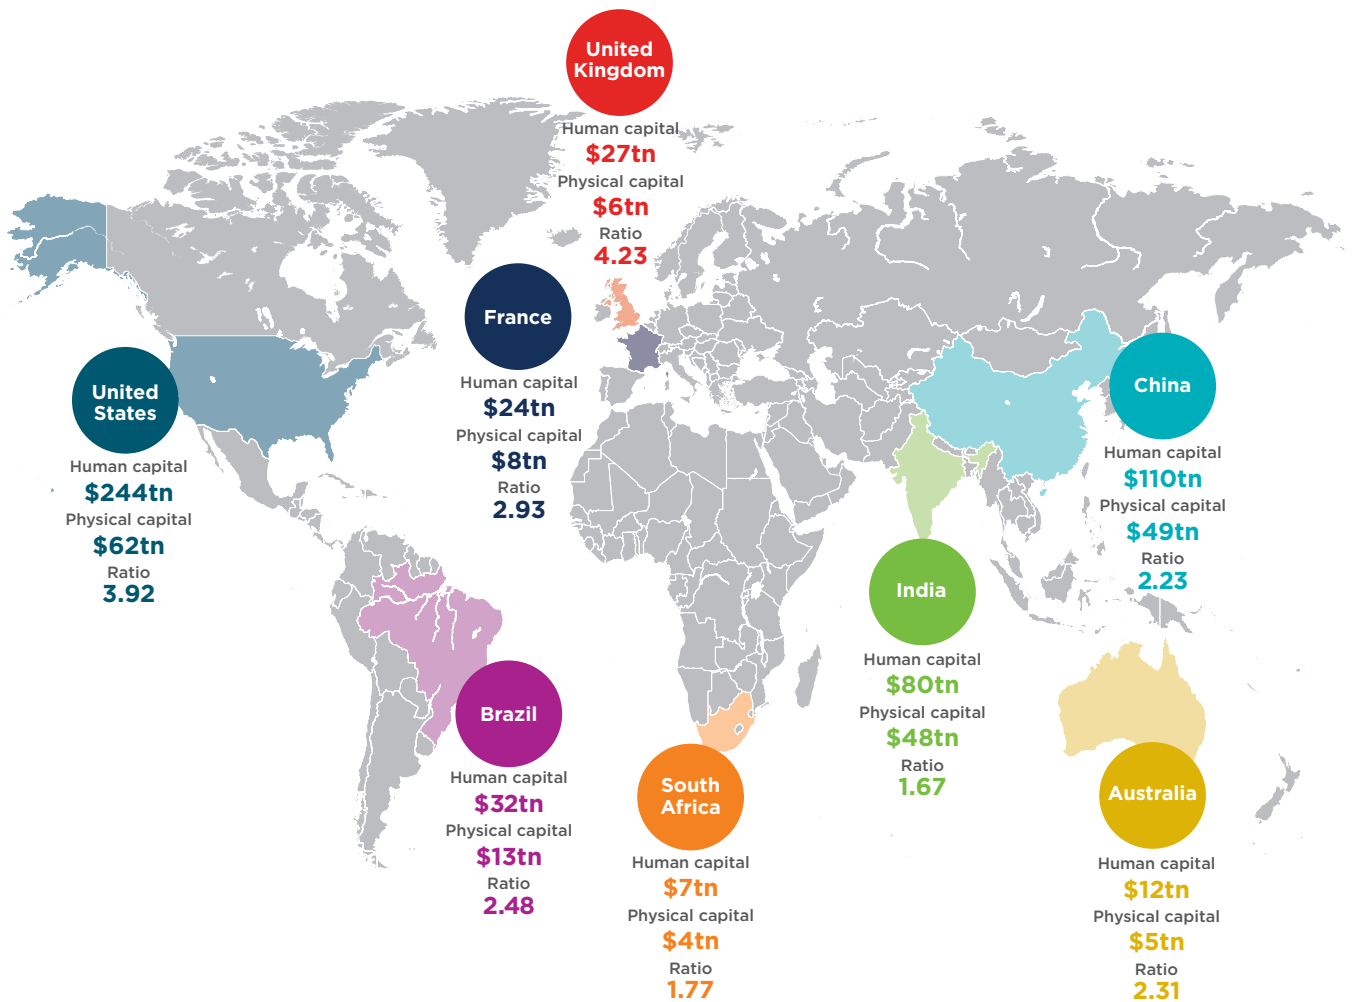 United
Kingdom
Human capital
$27tn
Physical capital
$6tn
Ratio
4.23
France
Human capital
$24tn
Physical capital
$8tn
Ratio
2.93
United
States
Human capital
$244tn
Physical capital
$62tn
Ratio
3.92
China
Human capital
$110tn
Physical capital
$49tn
Ratio
2.23
India
Human capital
$80tn
Physical capital
$48tn
Ratio
1.67
Brazil
Human capital
$32tn
Physical capital
$13tn
Ratio
2.48
South
Africa
Human capital
$7tn
Physical capital
$4tn
Ratio
1.77
Australia
Human capital
$12tn
Physical capital
$5tn
Ratio
2.31